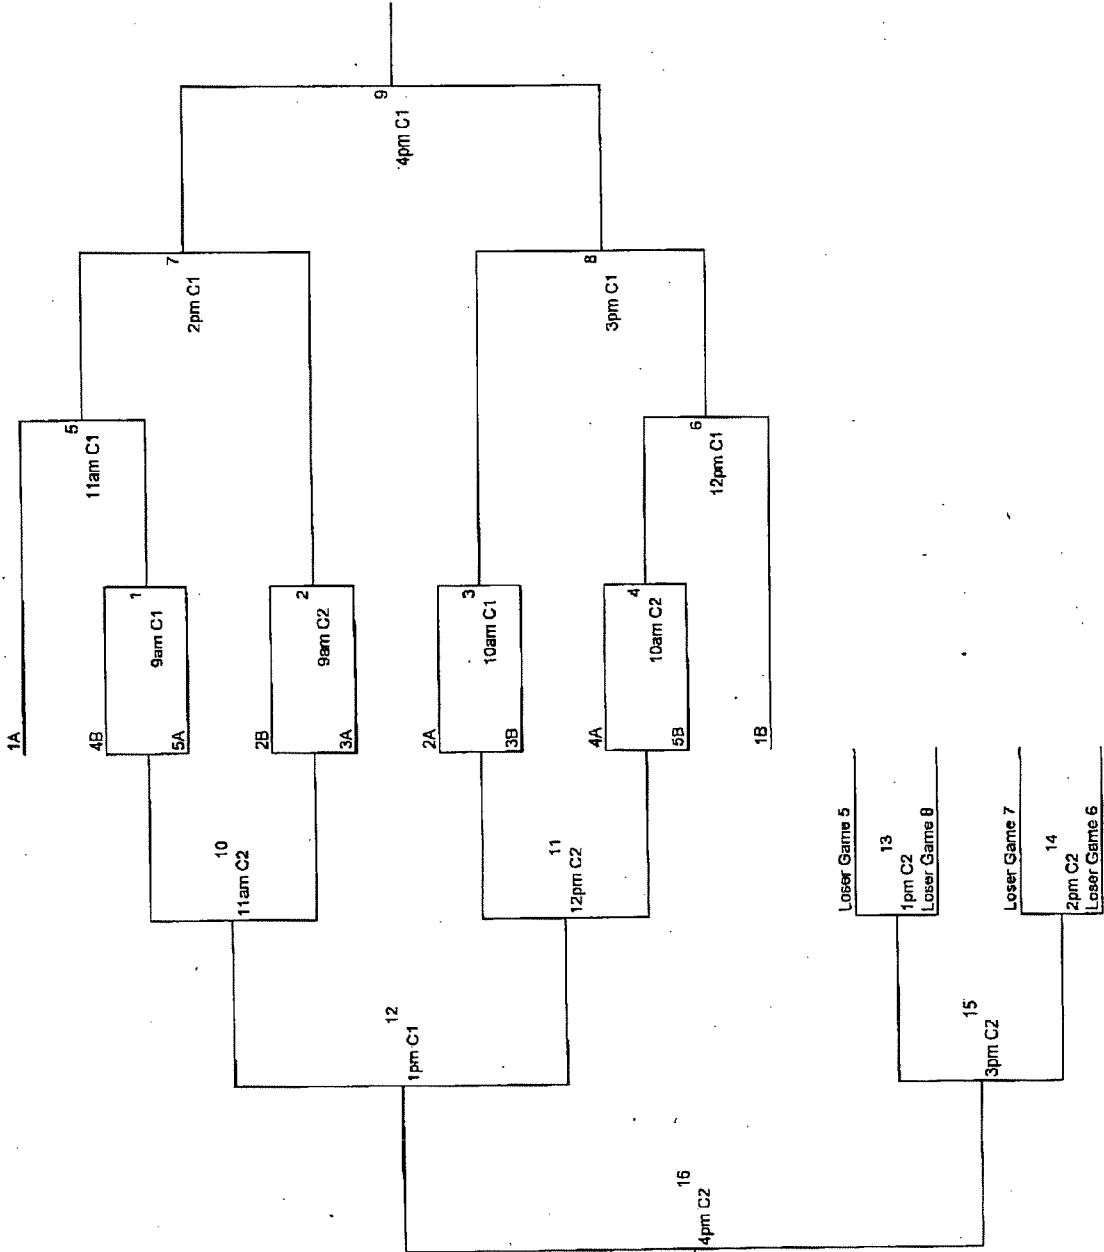 1A
4B
9am C1
1
5A
11am C1
5
2B
9am C2
2
3A
2pm C1
7
2A
10am C1
3
3B
4A
10am C2
4
5B
12pm C1
6
1B
3pm C1
8
4pm C1
9
10
11am C2
11
12pm C2
12
1pm C1
Loser Game 5
13
1pm C2
Loser Game 8
Loser Game 7
14
2pm C2
Loser Game 6
15
3pm C2
16
4pm C2